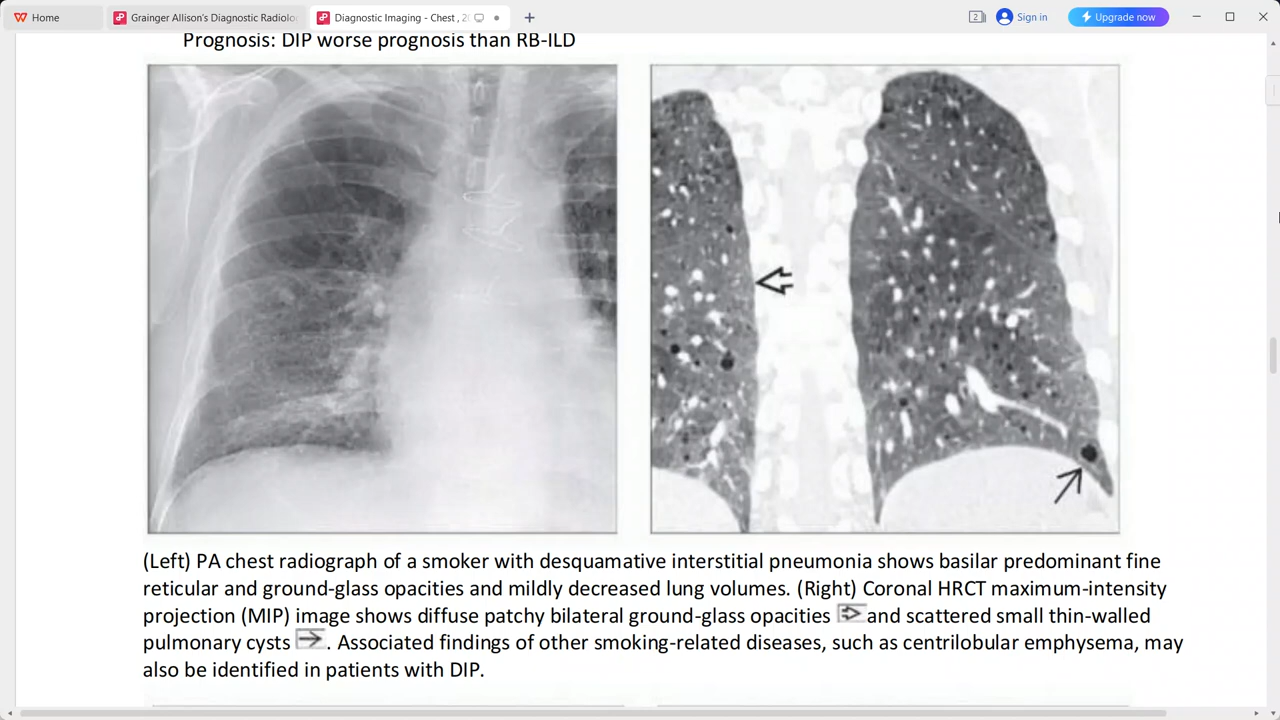 Home
Grainger Allison's Diagnostic Radiolo
Diagnostic Imaging - Chest , 2
2
Sign in
Upgrade now
Prognosis: DIP worse prognosis than RB-ILD
(Left) PA chest radiograph of a smoker with desquamative interstitial pneumonia shows basilar predominant fine
reticular and ground-glass opacities and mildly decreased lung volumes. (Right) Coronal HRCT maximum-intensity
projection (MIP) image shows diffuse patchy bilateral ground-glass opacities and scattered small thin-walled
pulmonary cysts . Associated findings of other smoking-related diseases, such as centrilobular emphysema, may
also be identified in patients with DIP.